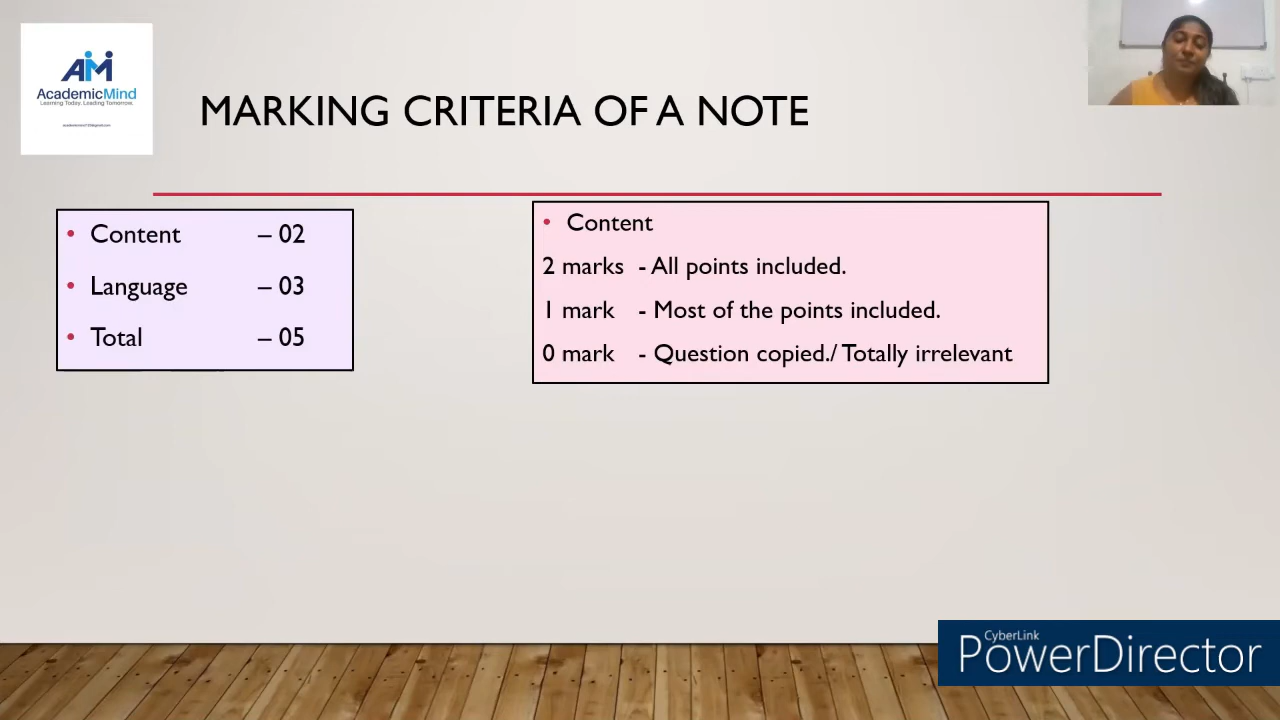 AiMi
AcademicMind
Learning Today. Leading Tomorrow.
MARKING CRITERIA OF A NOTE
• Content – 02
• Language – 03
• Total – 05
• Content
2 marks - All points included.
1 mark - Most of the points included.
0 mark - Question copied./ Totally irrelevant
CyberLink
PowerDirector